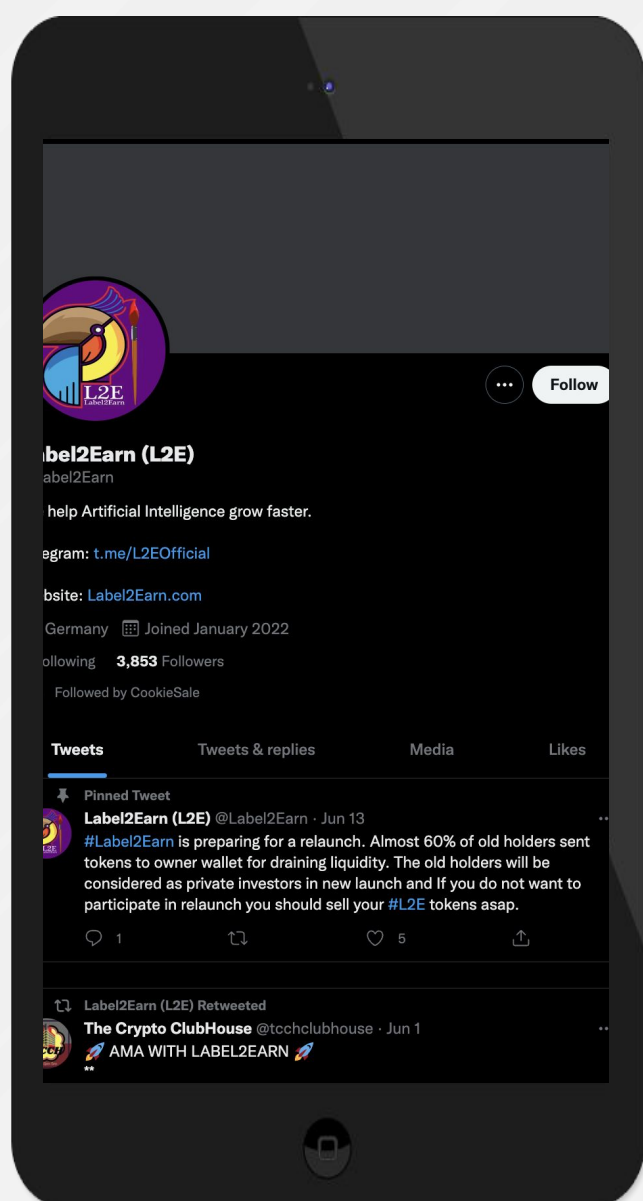 L2E
Label2Earn
Follow
bel2Earn (L2E)
abel2Earn
help Artificial Intelligence grow faster.
egram: t.me/L2EOfficial
bsite: Label2Earn.com
Germany Joined January 2022
ollowing 3,853 Followers
Followed by CookieSale
Tweets Tweets & replies Media Likes
Pinned Tweet
Label2Earn (L2E) @Label2Earn · Jun 13
#Label2Earn is preparing for a relaunch. Almost 60% of old holders sent
tokens to owner wallet for draining liquidity. The old holders will be
considered as private investors in new launch and If you do not want to
participate in relaunch you should sell your #L2E tokens asap.
1 5
Label2Earn (L2E) Retweeted
The Crypto ClubHouse @tcchclubhouse · Jun 1
🚀 AMA WITH LABEL2EARN 🚀
**